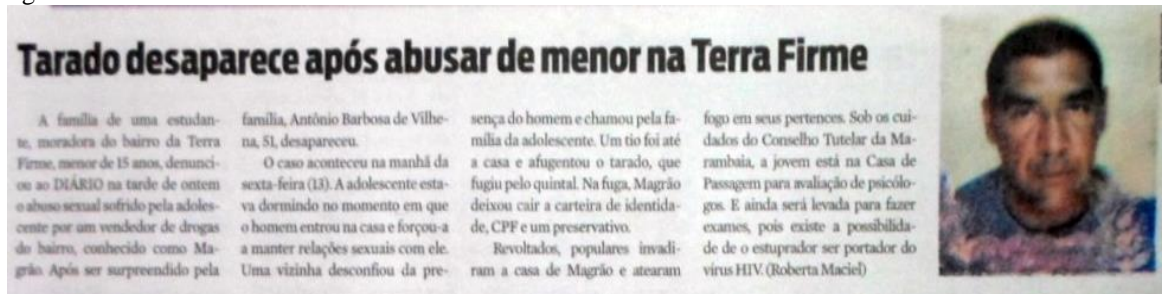 Tarado desaparece após abusar de menor na Terra Firme
A família de uma estudan-
te, moradora do bairro da Terra
Firme, menor de 15 anos, denunci-
ou ao DIÁRIO na tarde de ontem
o abuso sexual sofrido pela adoles-
cente por um vendedor de drogas
do bairro, conhecido como Ma-
grão. Após ser surpreendido pela
família, Antônio Barbosa de Vilhe-
na, 51, desapareceu.
O caso aconteceu na manhã da
sexta-feira (13). A adolescente esta-
va dormindo no momento em que
o homem entrou na casa e forçou-a
a manter relações sexuais com ele.
Uma vizinha desconfiou da pre-
sença do homem e chamou pela fa-
mília da adolescente. Um tio foi até
a casa e afugentou o tarado, que
fugiu pelo quintal. Na fuga, Magrão
deixou cair a carteira de identida-
de, CPF e um preservativo.
Revoltados, populares invadi-
ram a casa de Magrão e atearam
fogo em seus pertences. Sob os cui-
dados do Conselho Tutelar da Ma-
rambaia, a jovem está na Casa de
Passagem para avaliação de psicólo-
gos. E ainda será levada para fazer
exames, pois existe a possibilida-
de de o estuprador ser portador do
vírus HIV. (Roberta Maciel)